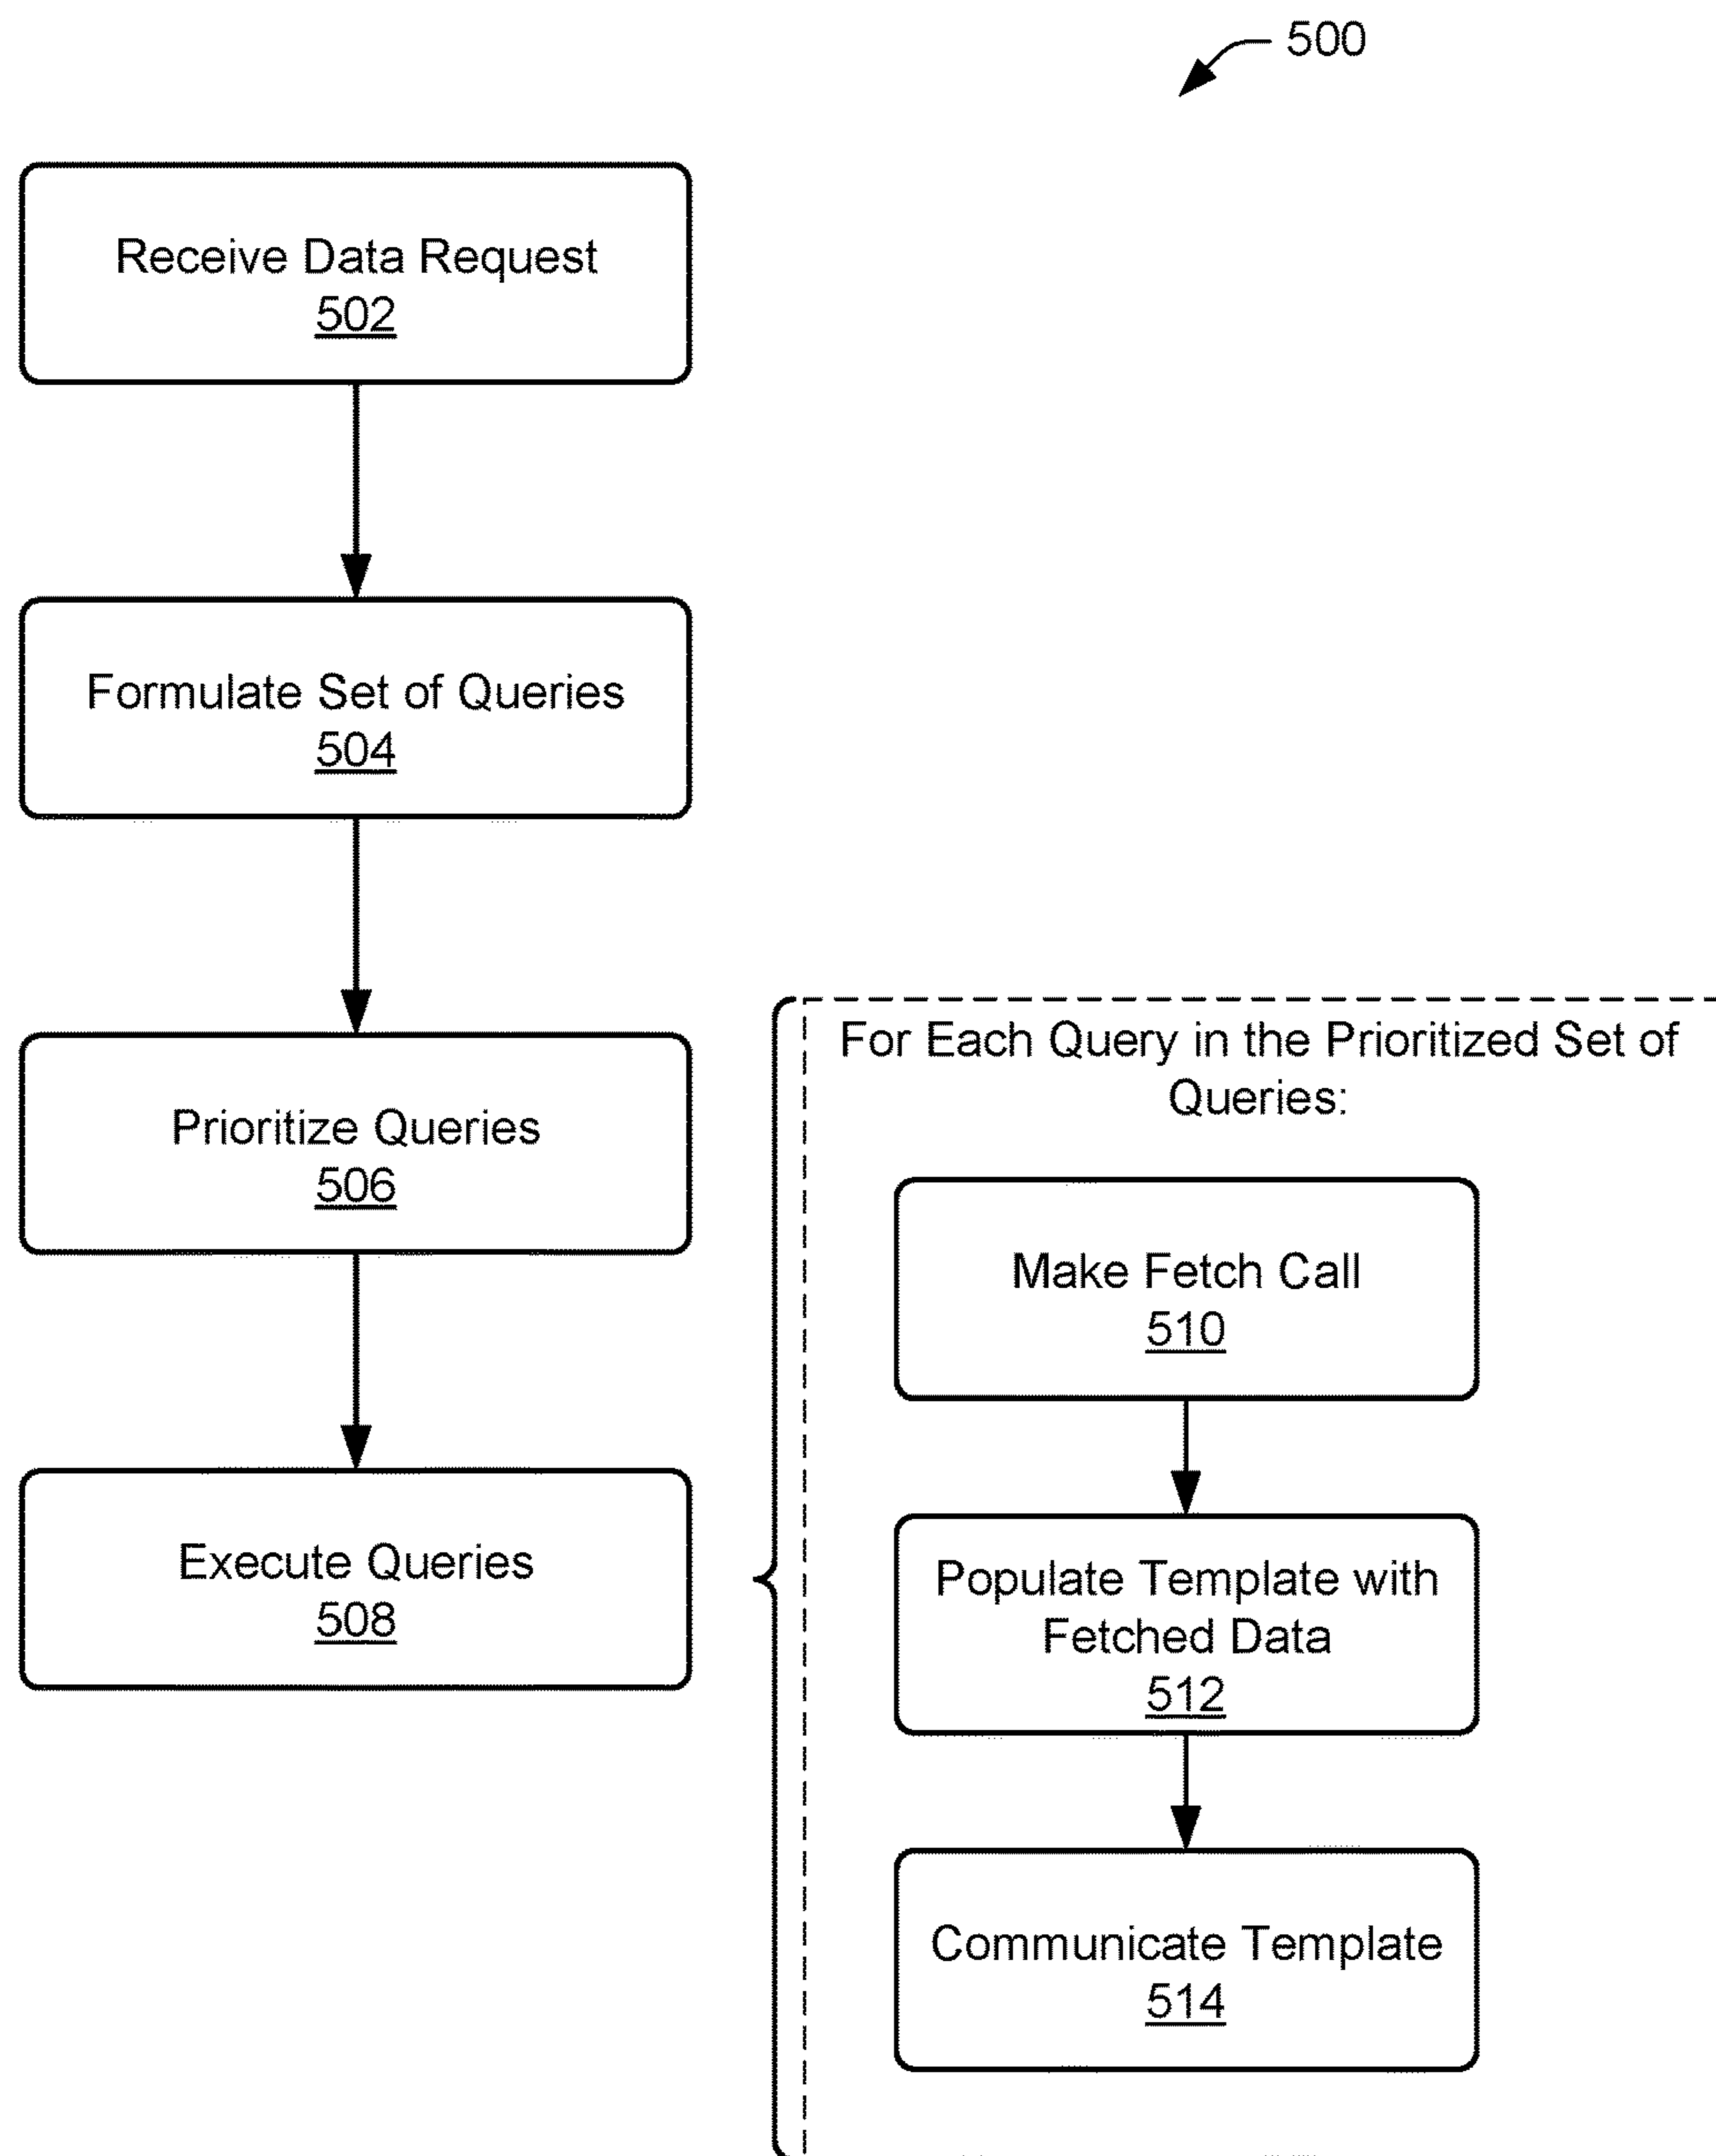 500
Receive Data Request
502
Formulate Set of Queries
504
Prioritize Queries
506
Execute Queries
508
For Each Query in the Prioritized Set of
Queries:
Make Fetch Call
510
Populate Template with
Fetched Data
512
Communicate Template
514